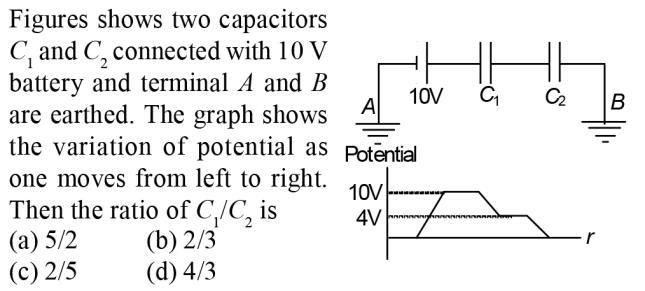 Figures shows two capacitors
C₁ and C₂ connected with 10 V
battery and terminal A and B
are earthed. The graph shows
the variation of potential as
one moves from left to right.
Then the ratio of C₁/C₂ is
(a) 5/2 (b) 2/3
(c) 2/5 (d) 4/3
A 10V C₁ C₂ B
Potential
10V
4V
r